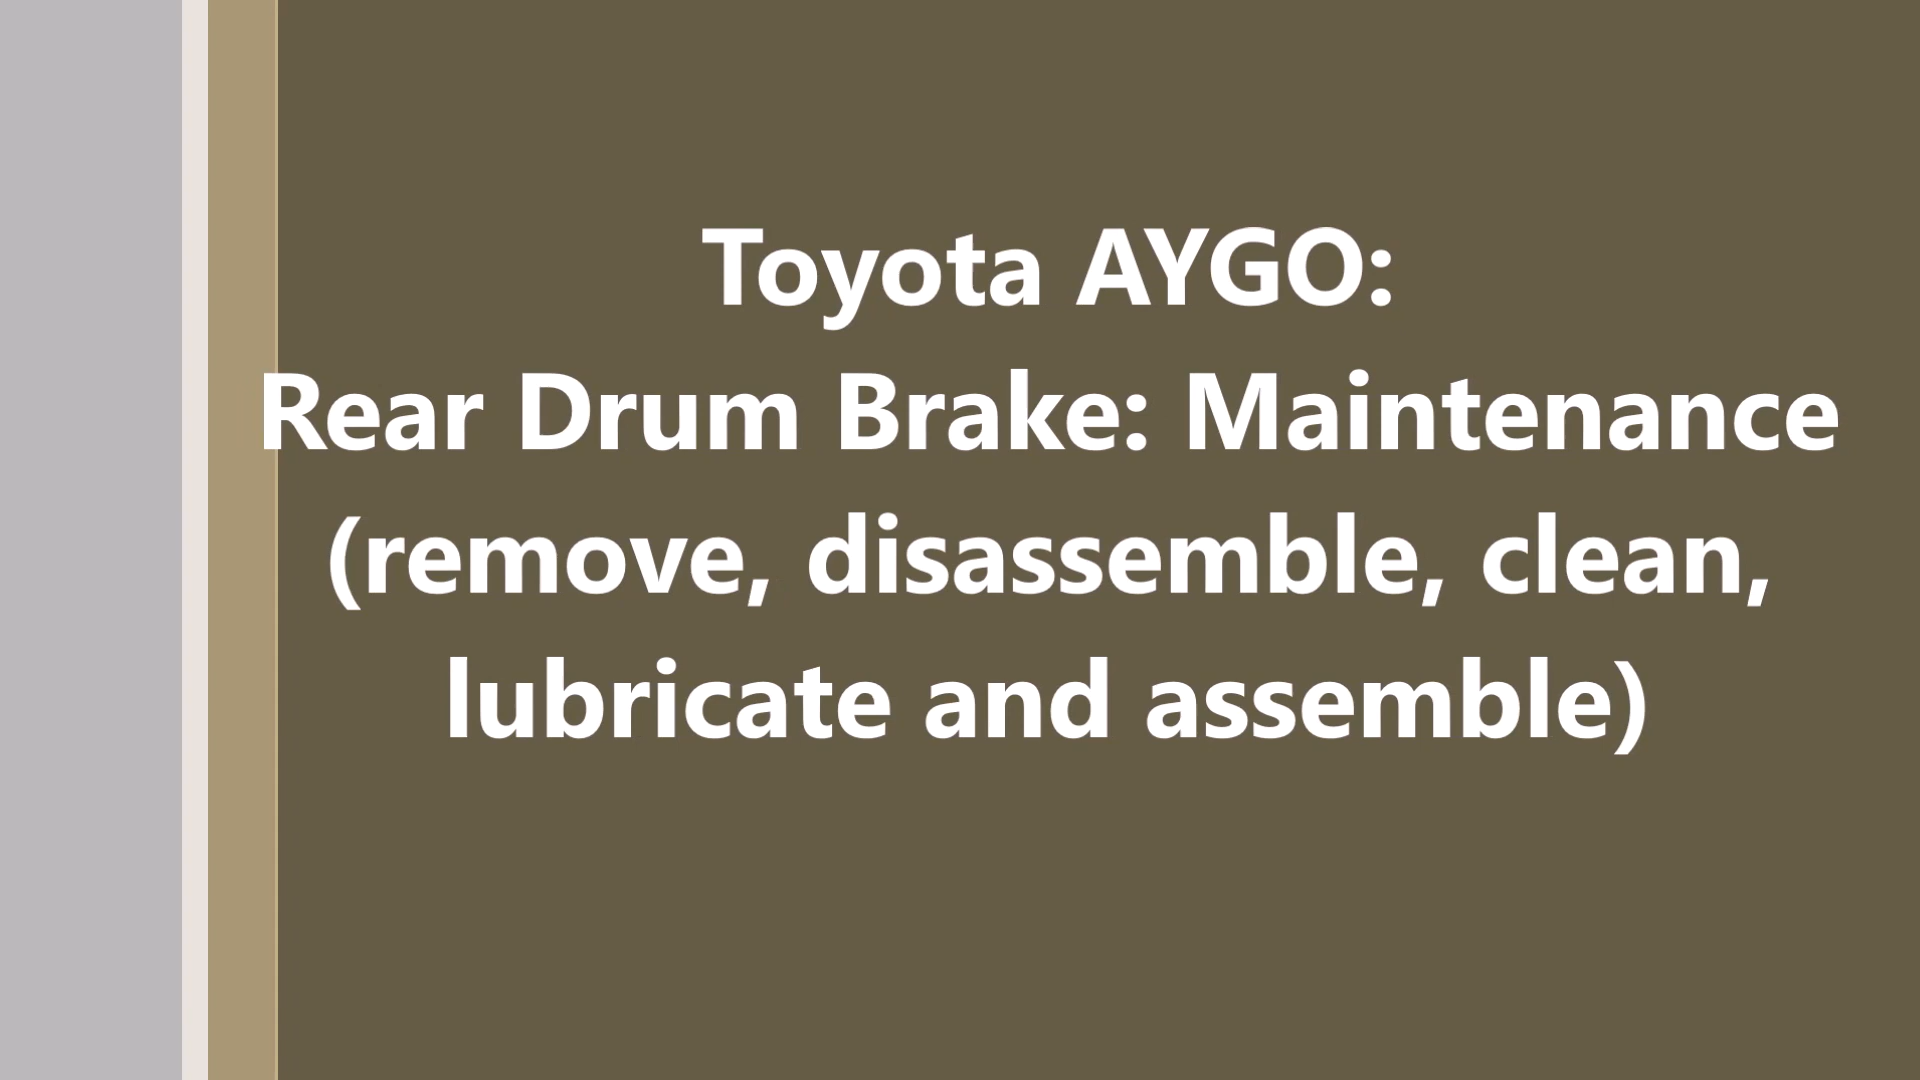 Toyota AYGO:
Rear Drum Brake: Maintenance
(remove, disassemble, clean,
lubricate and assemble)